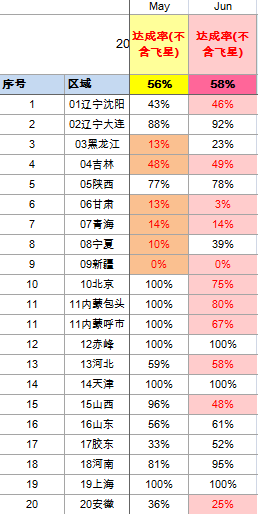 May Jun
20 达成率(不含飞星) 达成率(不含飞星)
序号 区域 56% 58%
1 01辽宁沈阳 43% 46%
2 02辽宁大连 88% 92%
3 03黑龙江 13% 23%
4 04吉林 48% 49%
5 05陕西 77% 78%
6 06甘肃 13% 3%
7 07青海 14% 14%
8 08宁夏 10% 39%
9 09新疆 0% 0%
10 10北京 100% 75%
11 11内蒙包头 100% 80%
11 11内蒙呼市 100% 67%
12 12赤峰 100% 100%
13 13河北 59% 58%
14 14天津 100% 100%
15 15山西 96% 48%
16 16山东 56% 61%
17 17胶东 33% 52%
18 18河南 81% 95%
19 19上海 100% 100%
20 20安徽 36% 25%